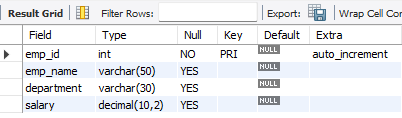 Result Grid Filter Rows: Export: Wrap Cell Con
Field Type Null Key Default Extra
emp_id int NO PRI NULL auto_increment
emp_name varchar(50) YES NULL
department varchar(30) YES NULL
salary decimal(10,2) YES NULL